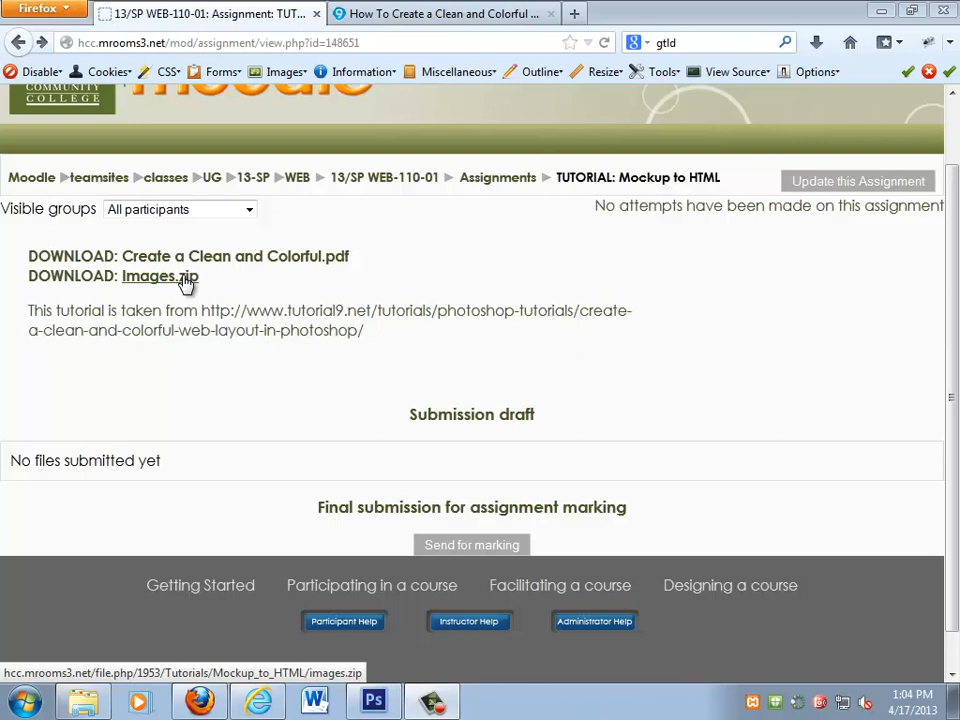 Firefox
13/SP WEB-110-01: Assignment: TUT...
How To Create a Clean and Colorful ...
hcc.mrooms3.net/mod/assignment/view.php?id=148651
gtld
Disable
Cookies
CSS
Forms
Images
Information
Miscellaneous
Outline
Resize
Tools
View Source
Options
COMMUNITY
COLLEGE
moodle
Moodle teamsites classes UG 13-SP WEB 13/SP WEB-110-01 Assignments TUTORIAL: Mockup to HTML
Update this Assignment
Visible groups All participants
No attempts have been made on this assignment
DOWNLOAD: Create a Clean and Colorful.pdf
DOWNLOAD: Images.zip
This tutorial is taken from http://www.tutorial9.net/tutorials/photoshop-tutorials/create-
a-clean-and-colorful-web-layout-in-photoshop/
Submission draft
No files submitted yet
Final submission for assignment marking
Send for marking
Getting Started Participating in a course Facilitating a course Designing a course
Participant Help Instructor Help Administrator Help
hcc.mrooms3.net/file.php/1953/Tutorials/Mockup_to_HTML/images.zip
Ps
1:04 PM
4/17/2013